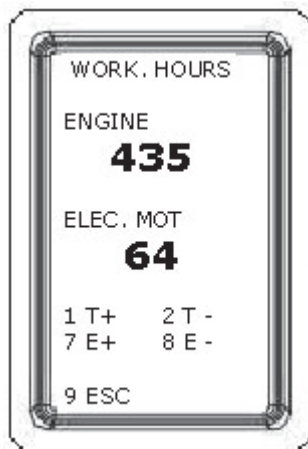 WORK. HOURS
ENGINE
435
ELEC. MOT
64
1 T+ 2 T -
7 E+ 8 E -
9 ESC